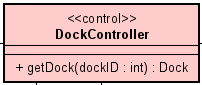 <<control>>
DockController
+ getDock(dockID : int) : Dock